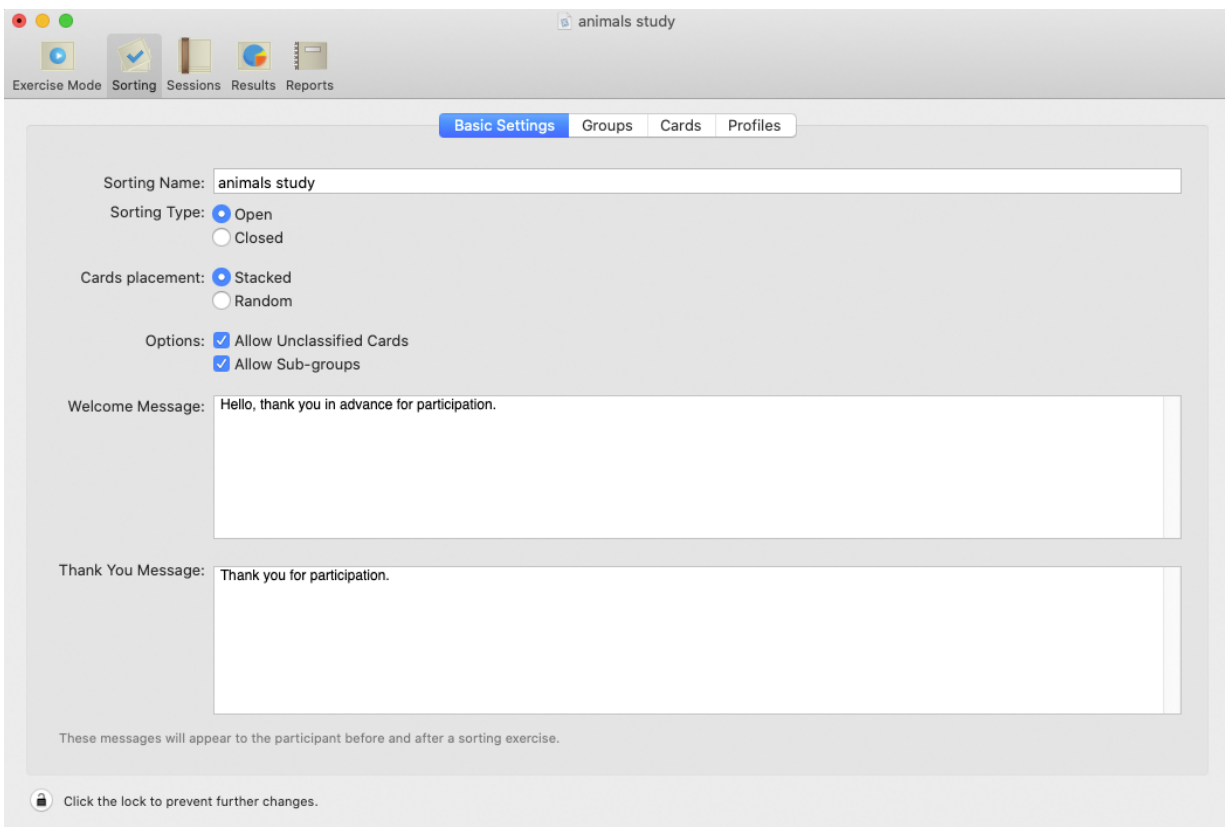 animals study
Exercise Mode Sorting Sessions Results Reports
Basic Settings Groups Cards Profiles
Sorting Name: animals study
Sorting Type: Open
Closed
Cards placement: Stacked
Random
Options: Allow Unclassified Cards
Allow Sub-groups
Welcome Message: Hello, thank you in advance for participation.
Thank You Message: Thank you for participation.
These messages will appear to the participant before and after a sorting exercise.
Click the lock to prevent further changes.